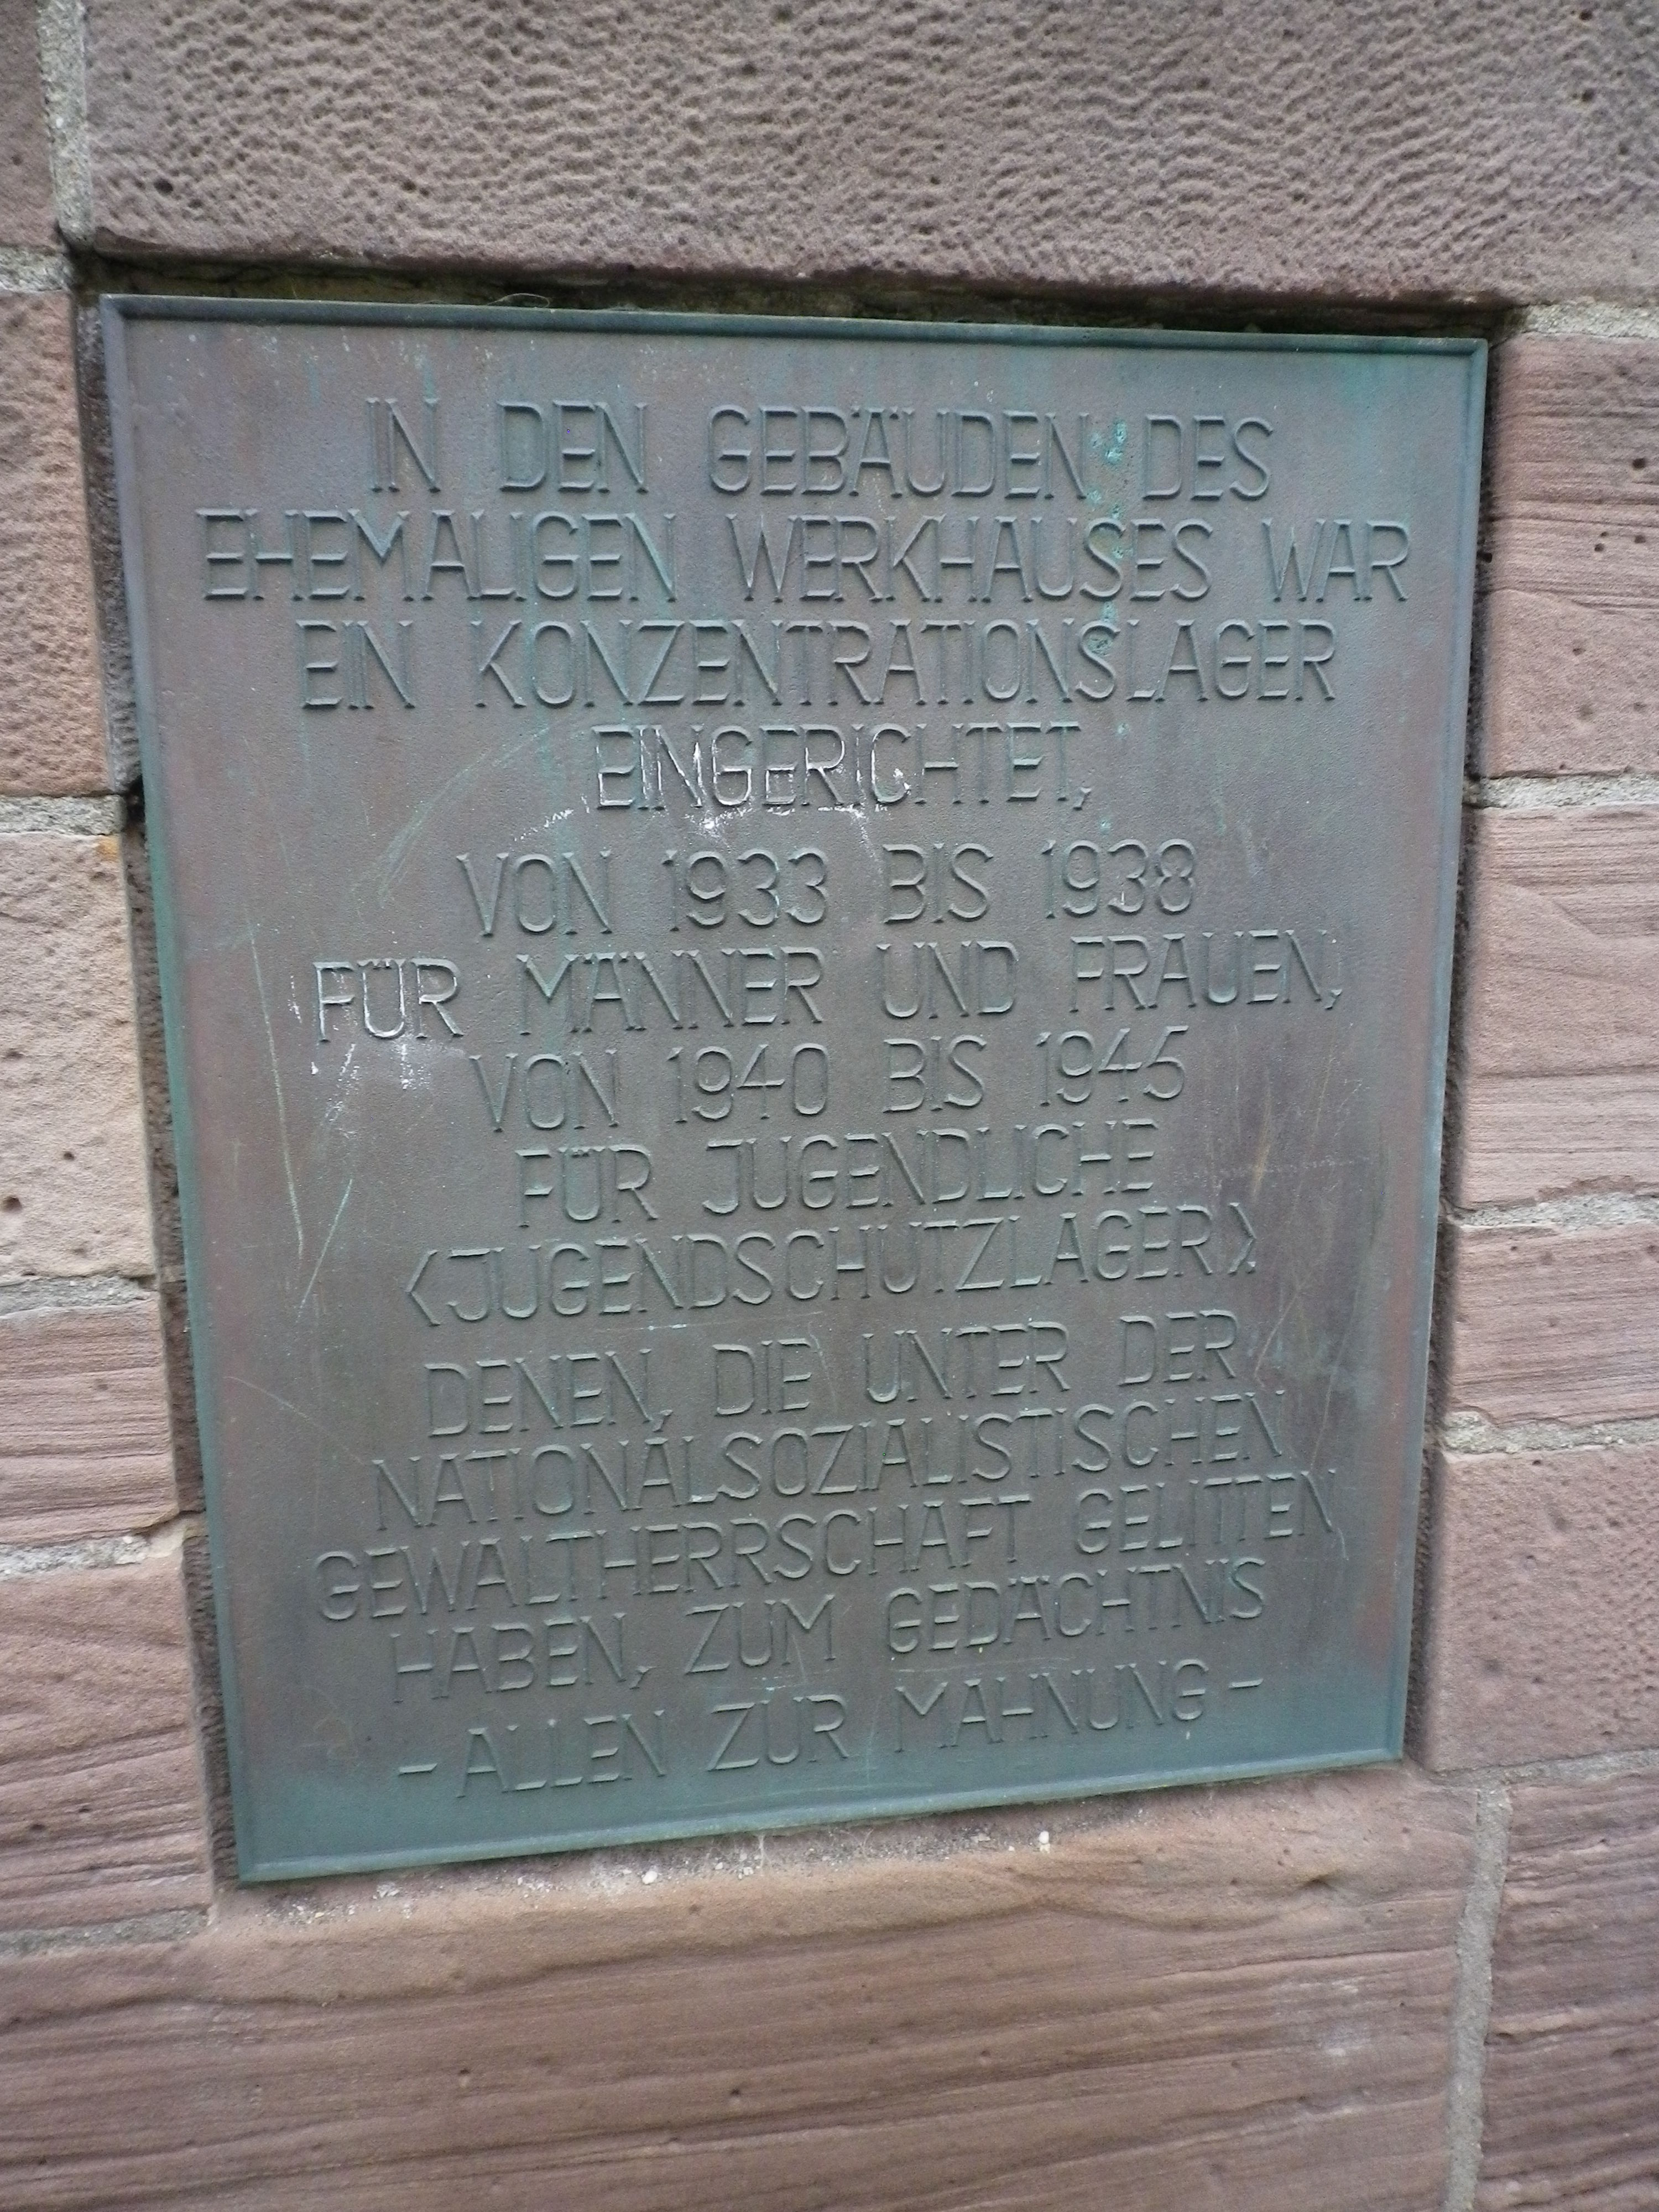 IN DEN GEBÄUDEN DES
EHEMALIGEN WERKHAUSES WAR
EIN KONZENTRATIONSLAGER
EINGERICHTET,
VON 1933 BIS 1938
FÜR MÄNNER UND FRAUEN,
VON 1940 BIS 1945
FÜR JUGENDLICHE
(JUGENDSCHUTZLAGER).
DENEN, DIE UNTER DER
NATIONALSOZIALISTISCHEN
GEWALTHERRSCHAFT GELITTEN
HABEN, ZUM GEDÄCHTNIS
- ALLEN ZUR MAHNUNG -